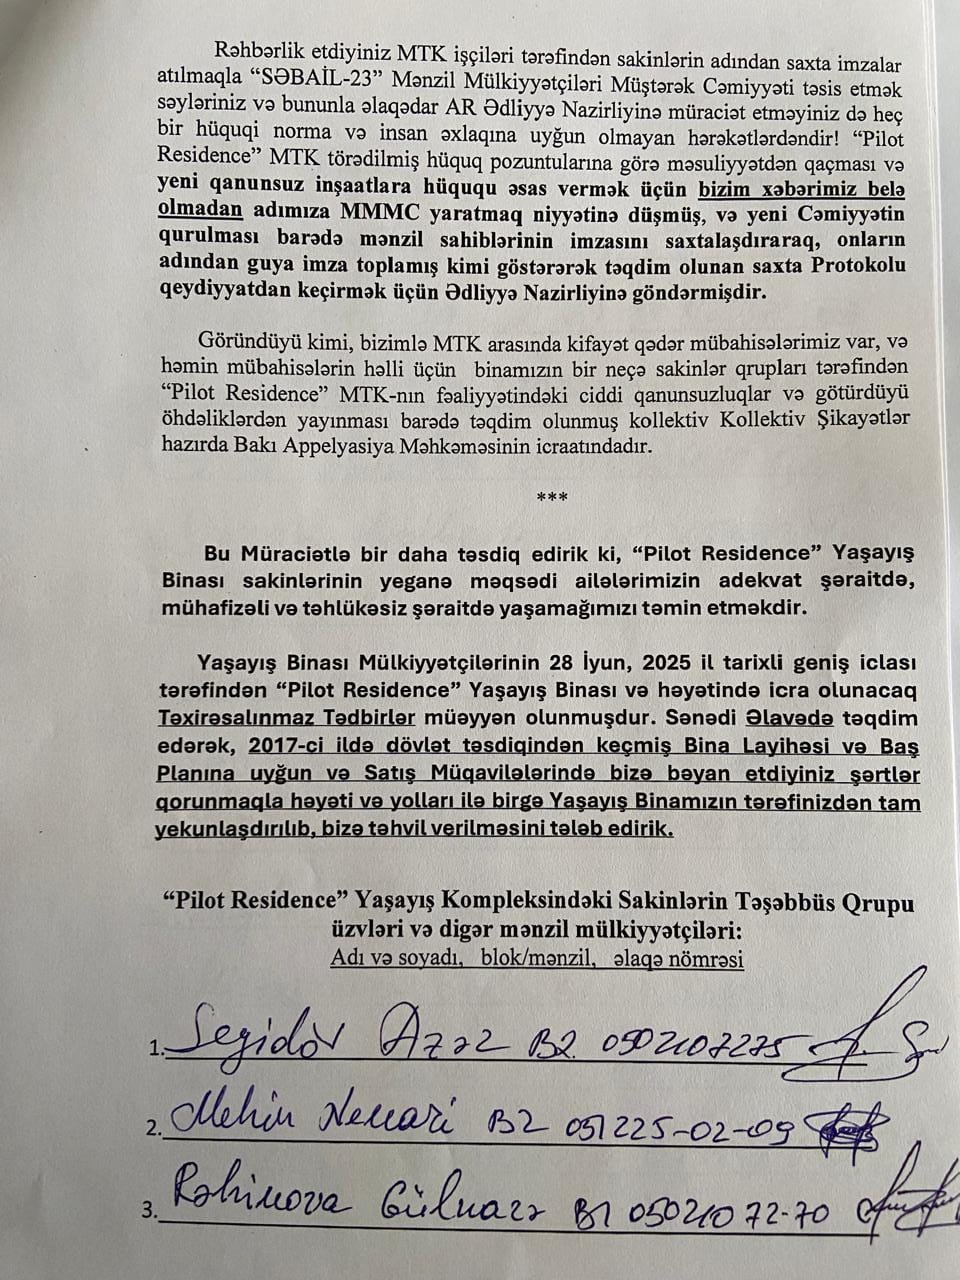 Rəhbərlik etdiyiniz MTK işçiləri tərəfindən sakinlərin adından saxta imzalar
atılmaqla “SƏBAİL-23” Mənzil Mülkiyyətçiləri Müştərək Cəmiyyəti təsis etmək
səyləriniz və bununla əlaqədar AR Ədliyyə Nazirliyinə müraciət etməyiniz də heç
bir hüquqi norma və insan əxlaqına uyğun olmayan hərəkətlərdəndir! “Pilot
Residence” MTK törədilmiş hüquq pozuntularına görə məsuliyyətdən qaçması və
yeni qanunsuz inşaatlara hüququ əsas vermək üçün bizim xəbərimiz belə
olmadan adımıza MMMC yaratmaq niyyətinə düşmüş, və yeni Cəmiyyətin
qurulması barədə mənzil sahiblərinin imzasını saxtalaşdıraraq, onların
adından guya imza toplamış kimi göstərərək təqdim olunan saxta Protokolu
qeydiyyatdan keçirmək üçün Ədliyyə Nazirliyinə göndərmişdir.
Göründüyü kimi, bizimlə MTK arasında kifayət qədər mübahisələrimiz var, və
həmin mübahisələrin həlli üçün binamızın bir neçə sakinlər qrupları tərəfindən
“Pilot Residence” MTK-nın fəaliyyətindəki ciddi qanunsuzluqlar və götürdüyü
öhdəliklərdən yayınması barədə təqdim olunmuş kollektiv Kollektiv Şikayətlər
hazırda Bakı Appelyasiya Məhkəməsinin icraatındadır.
***
Bu Müraciətlə bir daha təsdiq edirik ki, “Pilot Residence” Yaşayış
Binası sakinlərinin yeganə məqsədi ailələrimizin adekvat şəraitdə,
mühafizəli və təhlükəsiz şəraitdə yaşamağımızı təmin etməkdir.
Yaşayış Binası Mülkiyyətçilərinin 28 İyun, 2025 il tarixli geniş iclası
tərəfindən “Pilot Residence” Yaşayış Binası və həyətində icra olunacaq
Təxirəsalınmaz Tədbirlər müəyyən olunmuşdur. Sənədi Əlavədə təqdim
edərək, 2017-ci ildə dövlət təsdiqindən keçmiş Bina Layihəsi və Baş
Planına uyğun və Satış Müqavilələrində bizə bəyan etdiyiniz şərtlər
qorunmaqla həyəti və yolları ilə birgə Yaşayış Binamızın tərəfinizdən tam
yekunlaşdırılıb, bizə təhvil verilməsini tələb edirik.
“Pilot Residence” Yaşayış Kompleksindəki Sakinlərin Təşəbbüs Qrupu
üzvləri və digər mənzil mülkiyyətçiləri:
Adı və soyadı, blok/mənzil, əlaqə nömrəsi
1. Seyidov B2 0502107275
2. Mehin B2 051 225-02-09
3. Rəhimova Gülnarə B1 050210 72-70